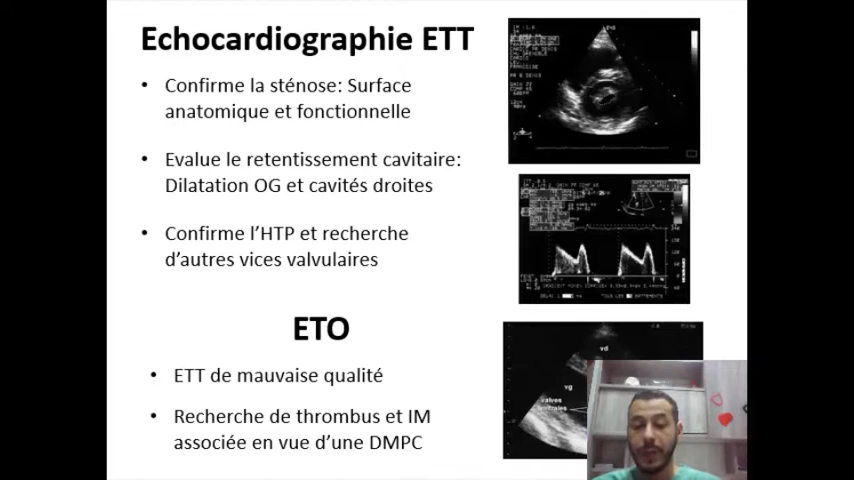 Echocardiographie ETT
• Confirme la sténose: Surface
anatomique et fonctionnelle
• Evalue le retentissement cavitaire:
Dilatation OG et cavités droites
• Confirme l'HTP et recherche
d'autres vices valvulaires
ETO
• ETT de mauvaise qualité
• Recherche de thrombus et IM
associée en vue d'une DMPC
vd
vg
valves
mitrales